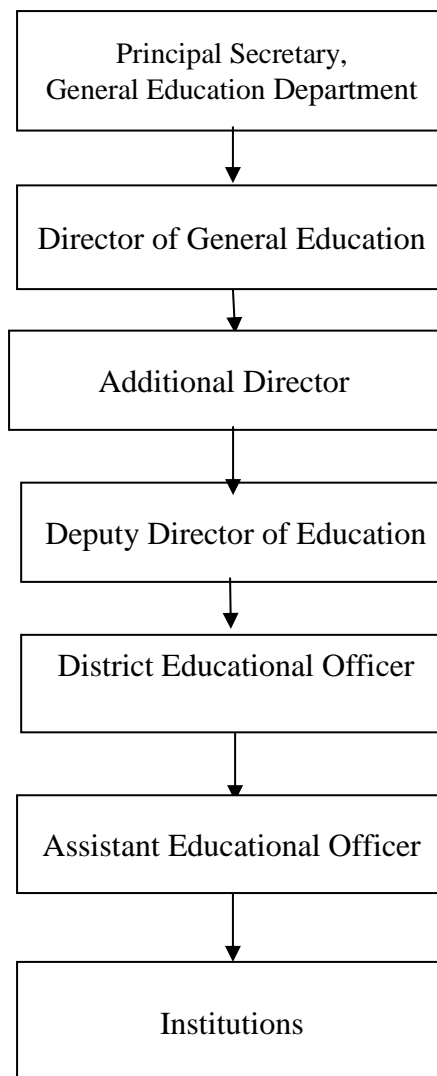 Principal Secretary,
General Education Department
Director of General Education
Additional Director
Deputy Director of Education
District Educational Officer
Assistant Educational Officer
Institutions